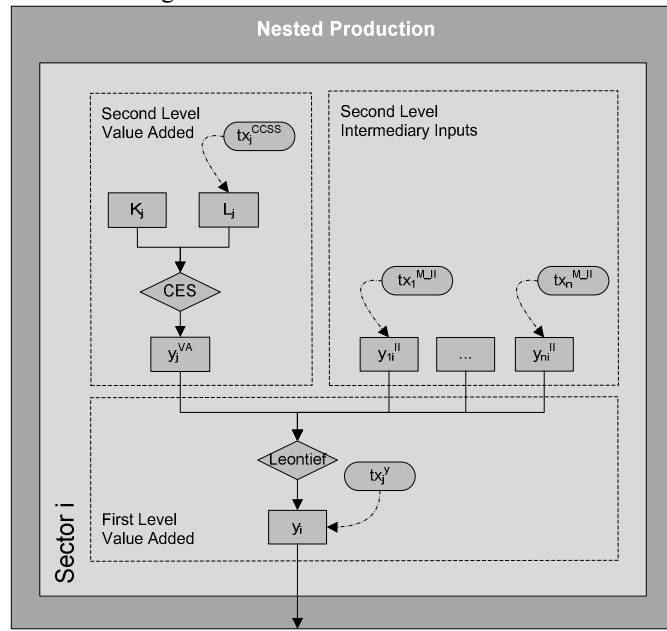 Nested Production
Second Level
Value Added
tx_j^CCSS
K_j
L_j
CES
y_j^VA
Second Level
Intermediary Inputs
tx_1^M_II
tx_n^M_II
y_1i^II
...
y_ni^II
Leontief
tx_j^y
y_i
First Level
Value Added
Sector i